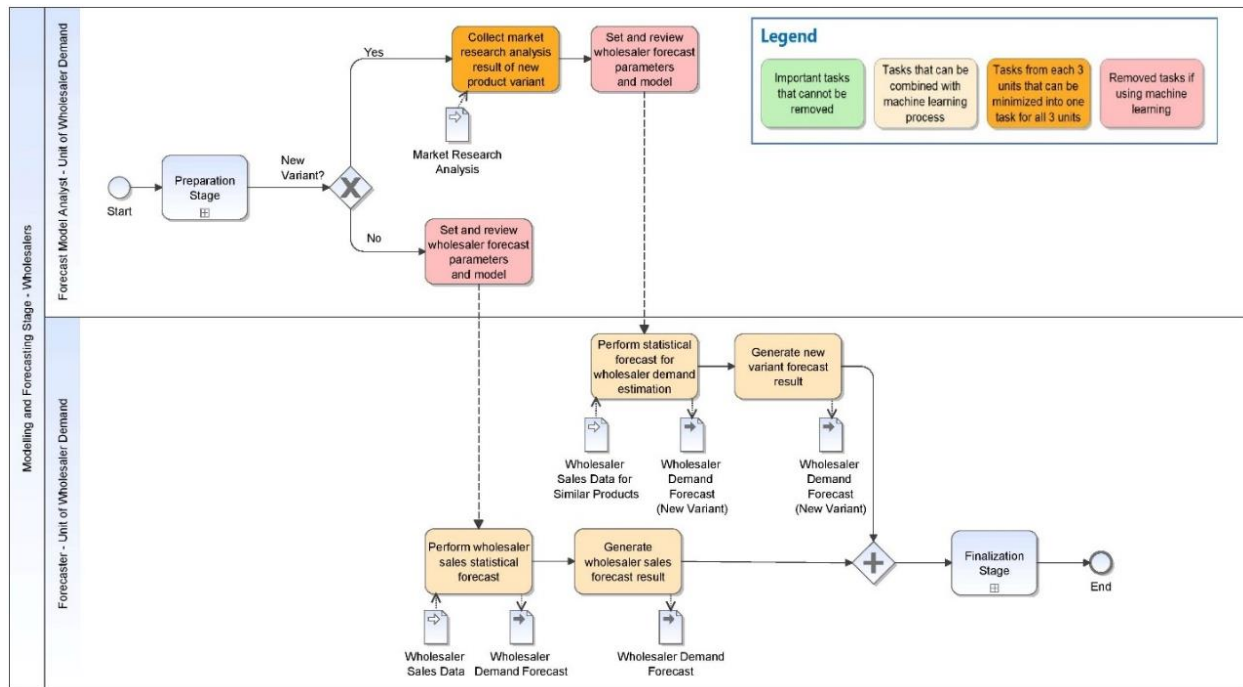 Modelling and Forecasting Stage - Wholesalers
Forecast Model Analyst - Unit of Wholesaler Demand
Start
Preparation
Stage
New
Variant?
Yes
No
Collect market
research analysis
result of new
product variant
Market Research
Analysis
Set and review
wholesaler forecast
parameters
and model
Set and review
wholesaler forecast
parameters
and model
Legend
Important tasks
that cannot be
removed
Tasks that can be
combined with
machine learning
process
Tasks from each 3
units that can be
minimized into one
task for all 3 units
Removed tasks if
using machine
learning
Forecaster - Unit of Wholesaler Demand
Perform statistical
forecast for
wholesaler demand
estimation
Generate new
variant forecast
result
Wholesaler
Sales Data for
Similar Products
Wholesaler
Demand
Forecast
(New Variant)
Wholesaler
Demand
Forecast
(New Variant)
Perform wholesaler
sales statistical
forecast
Generate
wholesaler sales
forecast result
Finalization
Stage
End
Wholesaler
Sales Data
Wholesaler
Demand Forecast
Wholesaler Demand
Forecast